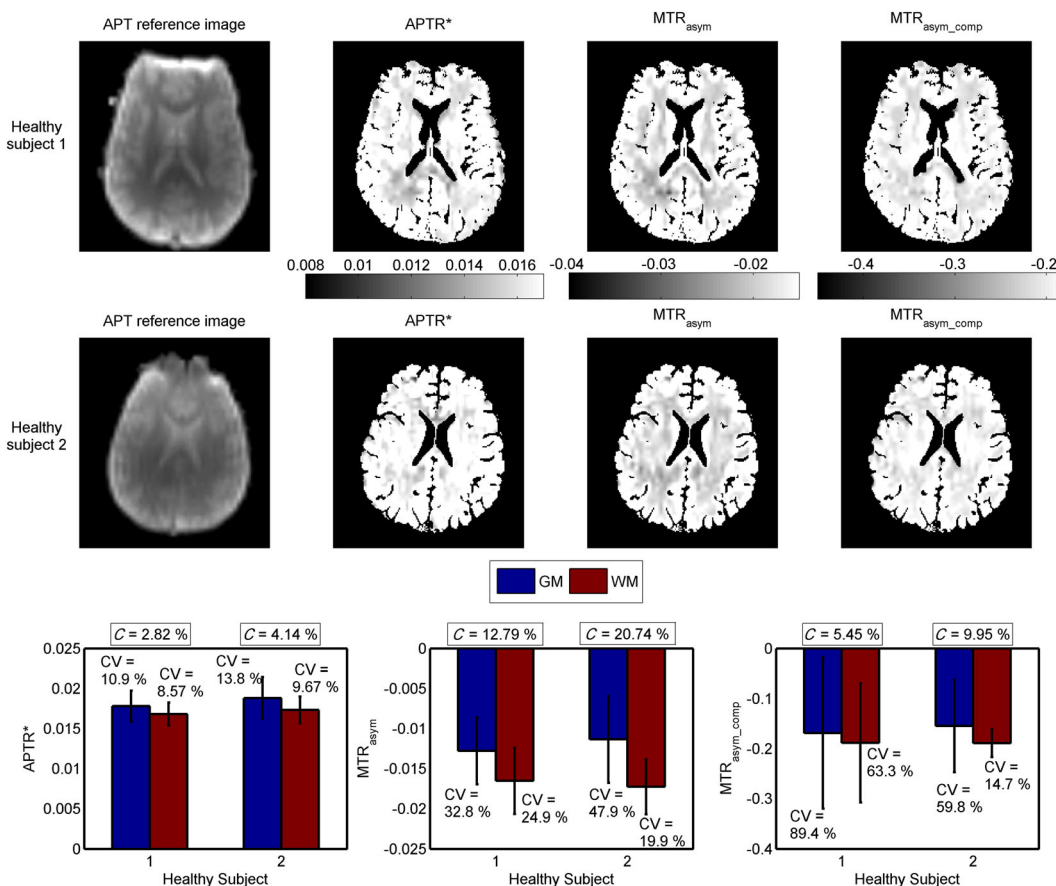 APT reference image
APTR*
MTRasym
MTRasym_comp
Healthy
subject 1
0.008 0.01 0.012 0.014 0.016
-0.04 -0.03 -0.02
-0.4 -0.3 -0.2
APT reference image
APTR*
MTRasym
MTRasym_comp
Healthy
subject 2
GM WM
C = 2.82 %
C = 4.14 %
0.025
0.02
0.015
0.01
0.005
0
APTR*
CV =
10.9 %
CV =
8.57 %
CV =
13.8 %
CV =
9.67 %
1 2
Healthy Subject
C = 12.79 %
C = 20.74 %
0
-0.005
-0.01
-0.015
-0.02
-0.025
MTRasym
CV =
32.8 %
CV =
24.9 %
CV =
47.9 %
CV =
19.9 %
1 2
Healthy Subject
C = 5.45 %
C = 9.95 %
0
-0.1
-0.2
-0.3
-0.4
MTRasym_comp
CV =
89.4 %
CV =
63.3 %
CV =
59.8 %
CV =
14.7 %
1 2
Healthy Subject